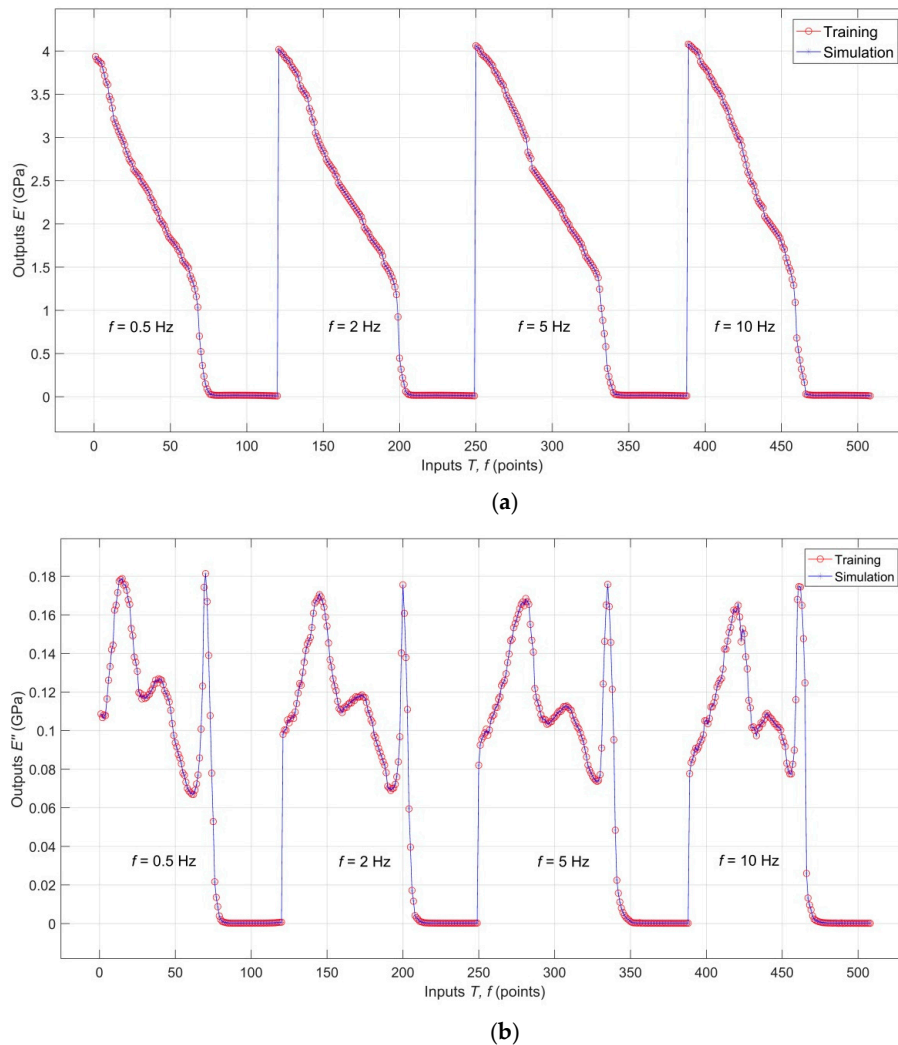 Training
Simulation
4
3.5
3
2.5
2
1.5
1
0.5
0
Outputs E' (GPa)
f = 0.5 Hz
f = 2 Hz
f = 5 Hz
f = 10 Hz
0 50 100 150 200 250 300 350 400 450 500
Inputs T, f (points)
(a)
Training
Simulation
0.18
0.16
0.14
0.12
0.1
0.08
0.06
0.04
0.02
0
Outputs E" (GPa)
f = 0.5 Hz
f = 2 Hz
f = 5 Hz
f = 10 Hz
0 50 100 150 200 250 300 350 400 450 500
Inputs T, f (points)
(b)